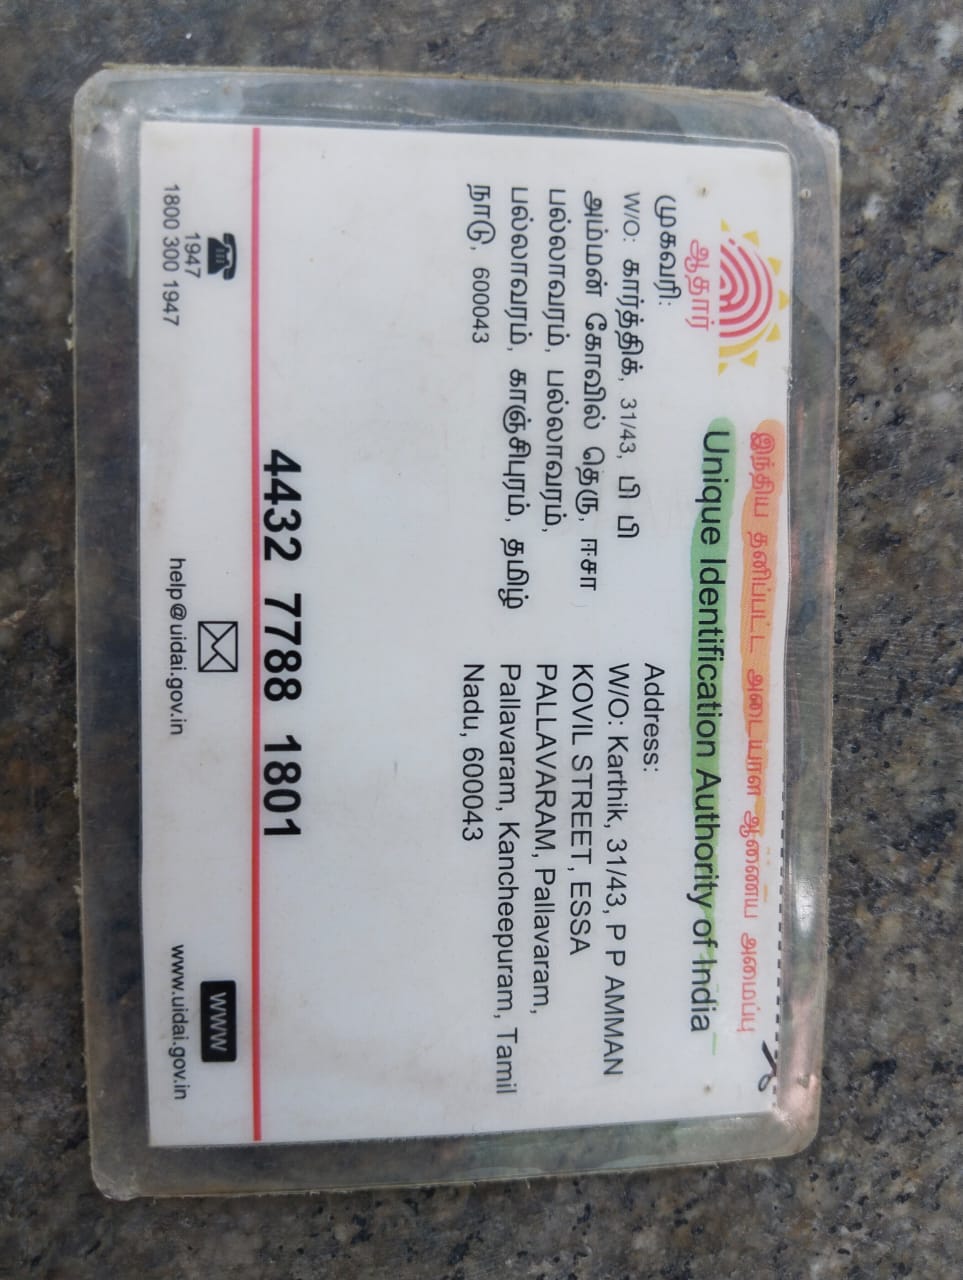 இந்திய தனிப்பட்ட அடையாள ஆணைய அமைப்பு
Unique Identification Authority of India
ஆதார்
முகவரி:
W/O: கார்த்திக், 31/43, பி பி
அம்மன் கோவில் தெரு, ஈசா
பல்லாவரம், பல்லாவரம்,
பல்லாவரம், காஞ்சிபுரம், தமிழ்
நாடு, 600043
Address:
W/O: Karthik, 31/43, P P AMMAN
KOVIL STREET, ESSA
PALLAVARAM, Pallavaram,
Pallavaram, Kancheepuram, Tamil
Nadu, 600043
4432 7788 1801
1947
1800 300 1947
help@uidai.gov.in
WWW
www.uidai.gov.in